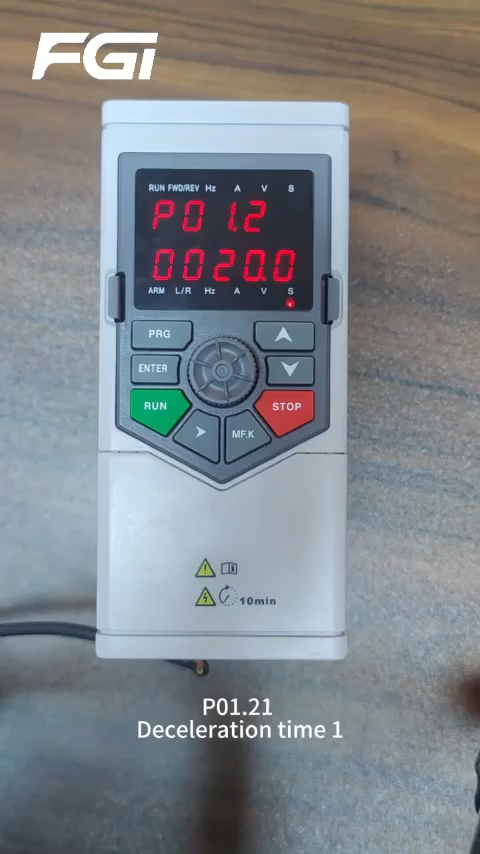 FGI
RUN FWD/REV Hz A V S
P01.2
0020.0
ARM L/R Hz A V S
PRG
ENTER
RUN
STOP
MF.K
10min
P01.21
Deceleration time 1